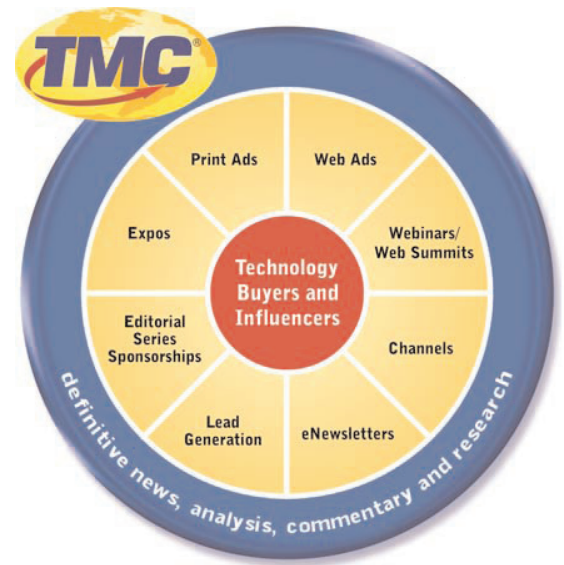 TMC®
Print Ads
Web Ads
Webinars/
Web Summits
Channels
eNewsletters
Lead
Generation
Editorial
Series
Sponsorships
Expos
Technology
Buyers and
Influencers
definitive news, analysis, commentary and research